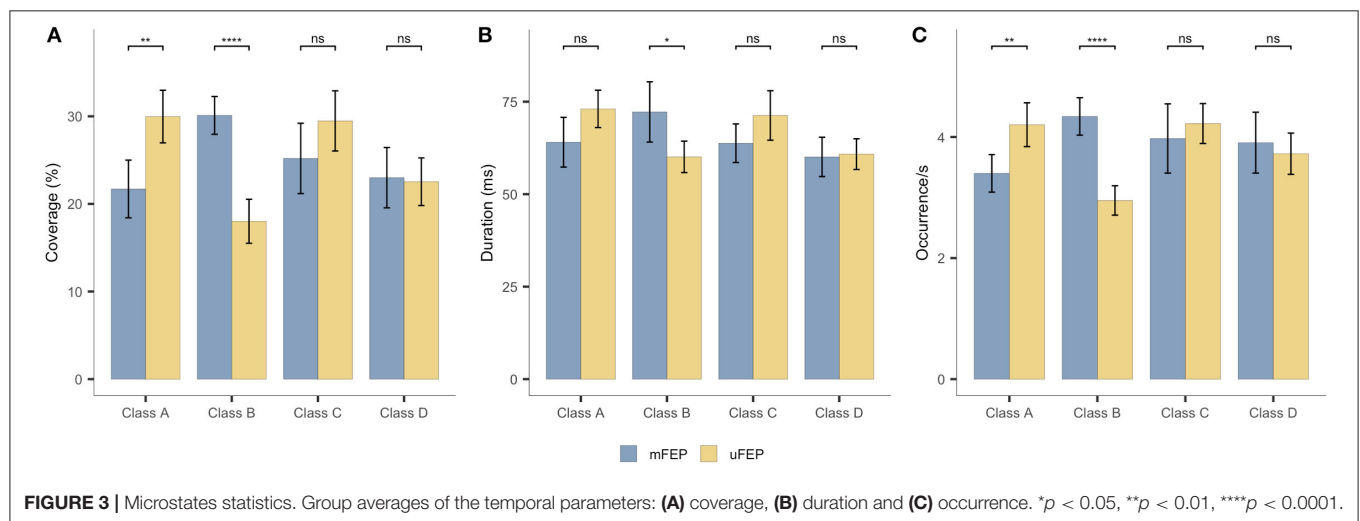 A
** **** ns ns
Coverage (%)
30
20
10
0
Class A Class B Class C Class D
B
ns * ns ns
Duration (ms)
75
50
25
0
Class A Class B Class C Class D
C
** **** ns ns
Occurrence/s
4
2
0
Class A Class B Class C Class D
mFEP uFEP
FIGURE 3 | Microstates statistics. Group averages of the temporal parameters: (A) coverage, (B) duration and (C) occurrence. *p < 0.05, **p < 0.01, ****p < 0.0001.